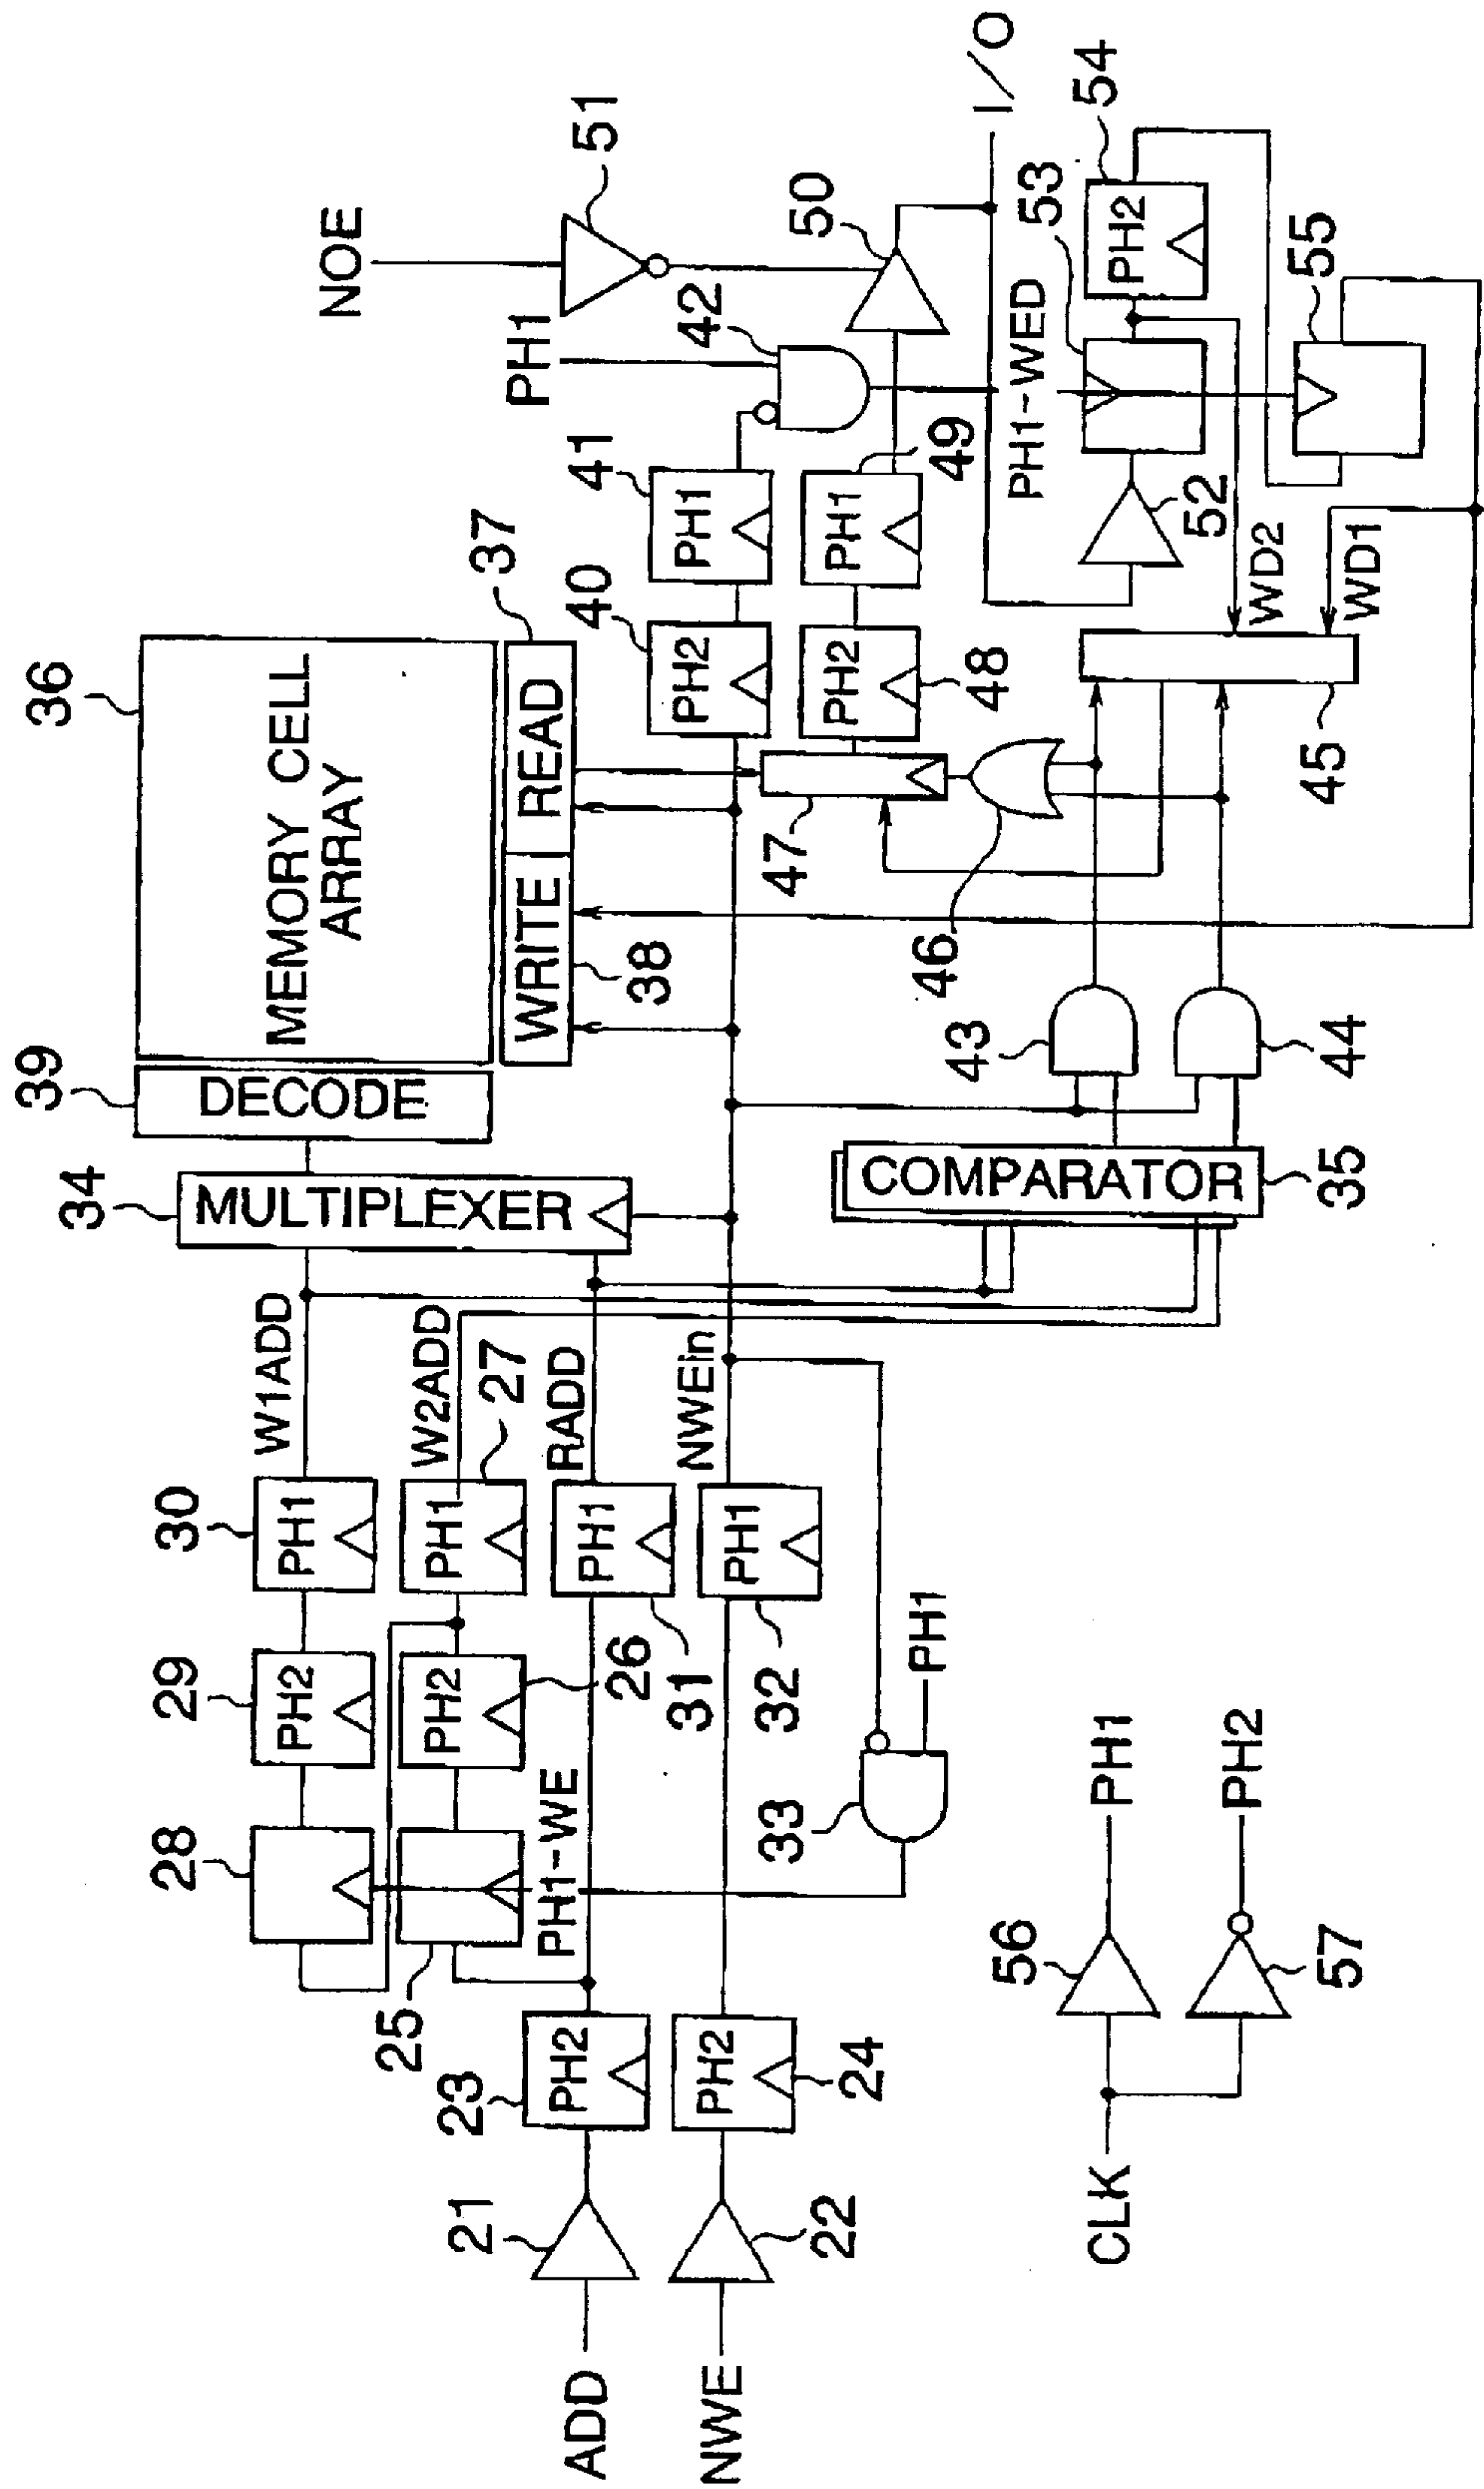 36
39
MEMORY CELL
ARRAY
DECODE
34
37
WRITE
READ
38
NOE
51
MULTIPLEXER
40
41
PH1
42
PH2
PH1
30
29
28
W1ADD
PH1
PH2
W2ADD
27
PH1
PH2
26
25
RADD
PH1
31
PH1-WE
PH2
23
21
ADD
NWEin
PH1
32
PH2
24
22
NWE
33
PH1
47
PH2
48
PH1
49
50
46
I/O
COMPARATOR
35
43
44
45
PH1-WED
53
52
PH2
54
55
WD2
WD1
CLK
56
57
PH1
PH2